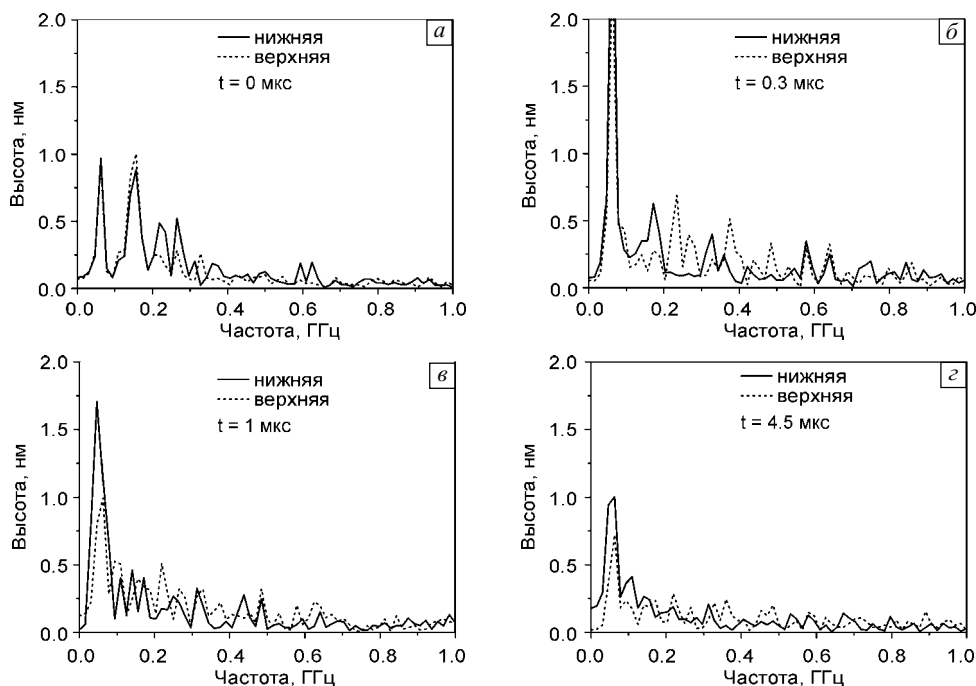 а
нижняя
верхняя
t = 0 мкс
Высота, нм
2.0
1.5
1.0
0.5
0.0
0.0 0.2 0.4 0.6 0.8 1.0
Частота, ГГц
б
нижняя
верхняя
t = 0.3 мкс
Высота, нм
2.0
1.5
1.0
0.5
0.0
0.0 0.2 0.4 0.6 0.8 1.0
Частота, ГГц
в
нижняя
верхняя
t = 1 мкс
Высота, нм
2.0
1.5
1.0
0.5
0.0
0.0 0.2 0.4 0.6 0.8 1.0
Частота, ГГц
г
нижняя
верхняя
t = 4.5 мкс
Высота, нм
2.0
1.5
1.0
0.5
0.0
0.0 0.2 0.4 0.6 0.8 1.0
Частота, ГГц